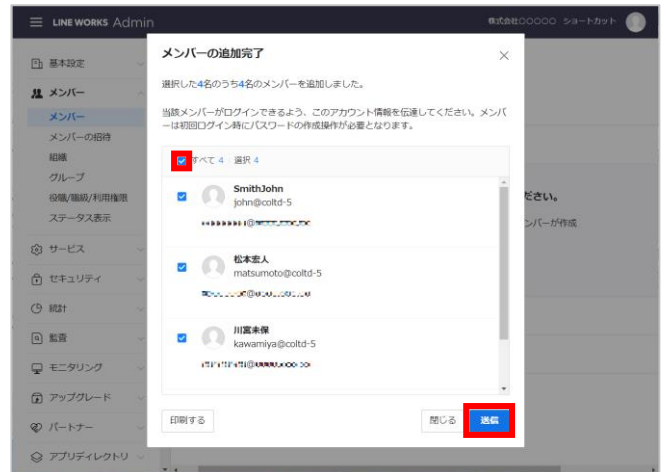 LINE WORKS Admin
株式会社○○○○○ ショートカット
基本設定
メンバー
メンバー
メンバーの招待
組織
グループ
役職/職級/利用権限
ステータス表示
サービス
セキュリティ
統計
監査
モニタリング
アップグレード
パートナー
アプリディレクトリ
メンバーの追加完了
選択した4名のうち4名のメンバーを追加しました。
当該メンバーがログインできるよう、このアカウント情報を伝達してください。メンバ
ーは初回ログイン時にパスワードの作成操作が必要となります。
すべて 4 選択 4
SmithJohn
john@coltd-5
松本宏人
matsumoto@coltd-5
川宮未保
kawamiya@coltd-5
印刷する
閉じる
送信
ださい。
ンバーが作成